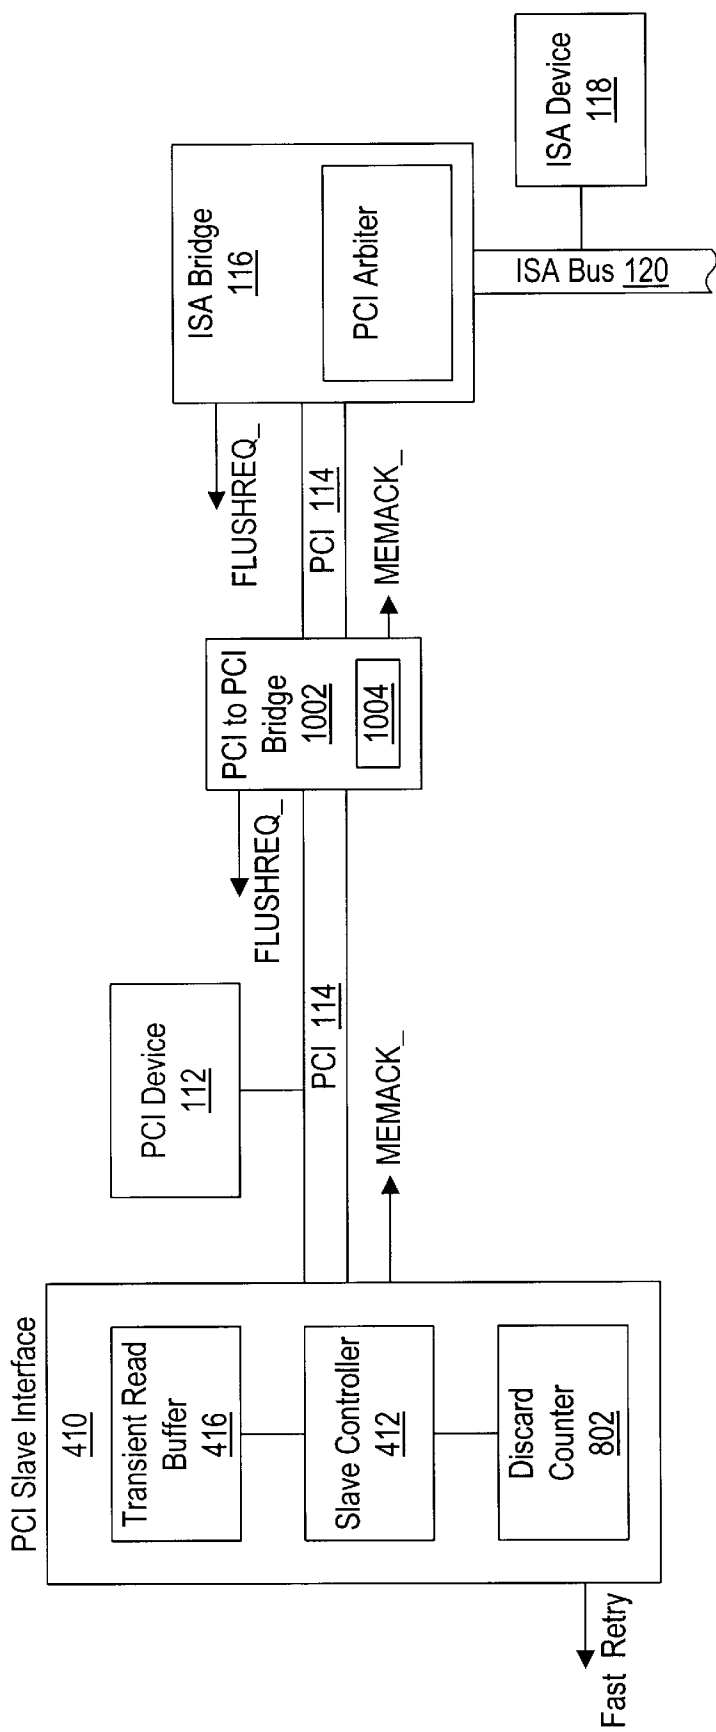 PCI Slave Interface
410
Transient Read
Buffer
416
Slave Controller
412
Discard
Counter
802
Fast Retry
PCI Device
112
PCI 114
MEMACK_
FLUSHREQ_
PCI to PCI
Bridge
1002
1004
FLUSHREQ_
PCI 114
MEMACK_
ISA Bridge
116
PCI Arbiter
ISA Bus 120
ISA Device
118